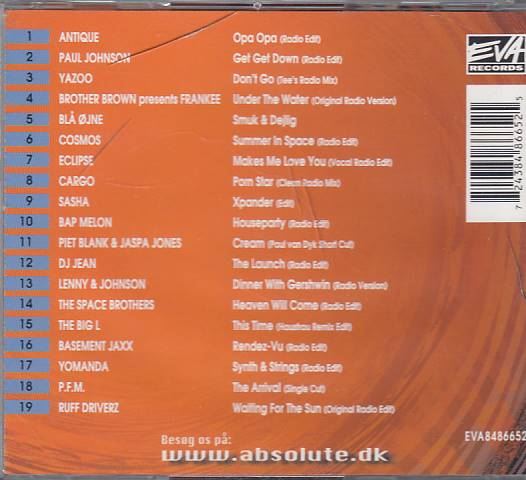 1 ANTIQUE Opa Opa (Radio Edit)
2 PAUL JOHNSON Get Get Down (Radio Edit)
3 YAZOO Don't Go (Tee's Radio Mix)
4 BROTHER BROWN presents FRANKEE Under The Water (Original Radio Version)
5 BLÅ ØJNE Smuk & Dejlig
6 COSMOS Summer In Space (Radio Edit)
7 ECLIPSE Makes Me Love You (Vocal Radio Edit)
8 CARGO Porn Star (Clean Radio Mix)
9 SASHA Xpander (Edit)
10 BAP MELON Houseparty (Radio Edit)
11 PIET BLANK & JASPA JONES Cream (Paul van Dyk Short Cut)
12 DJ JEAN The Launch (Radio Edit)
13 LENNY & JOHNSON Dinner With Gershwin (Radio Version)
14 THE SPACE BROTHERS Heaven Will Come (Radio Edit)
15 THE BIG L This Time (Haustrau Remix Edit)
16 BASEMENT JAXX Rendez-Vu (Radio Edit)
17 YOMANDA Synth & Strings (Radio Edit)
18 P.F.M. The Arrival (Single Cut)
19 RUFF DRIVERZ Waiting For The Sun (Original Radio Edit)
Besøg os på:
www.absolute.dk
EVA
RECORDS
7 24384 86652 5
EVA8486652